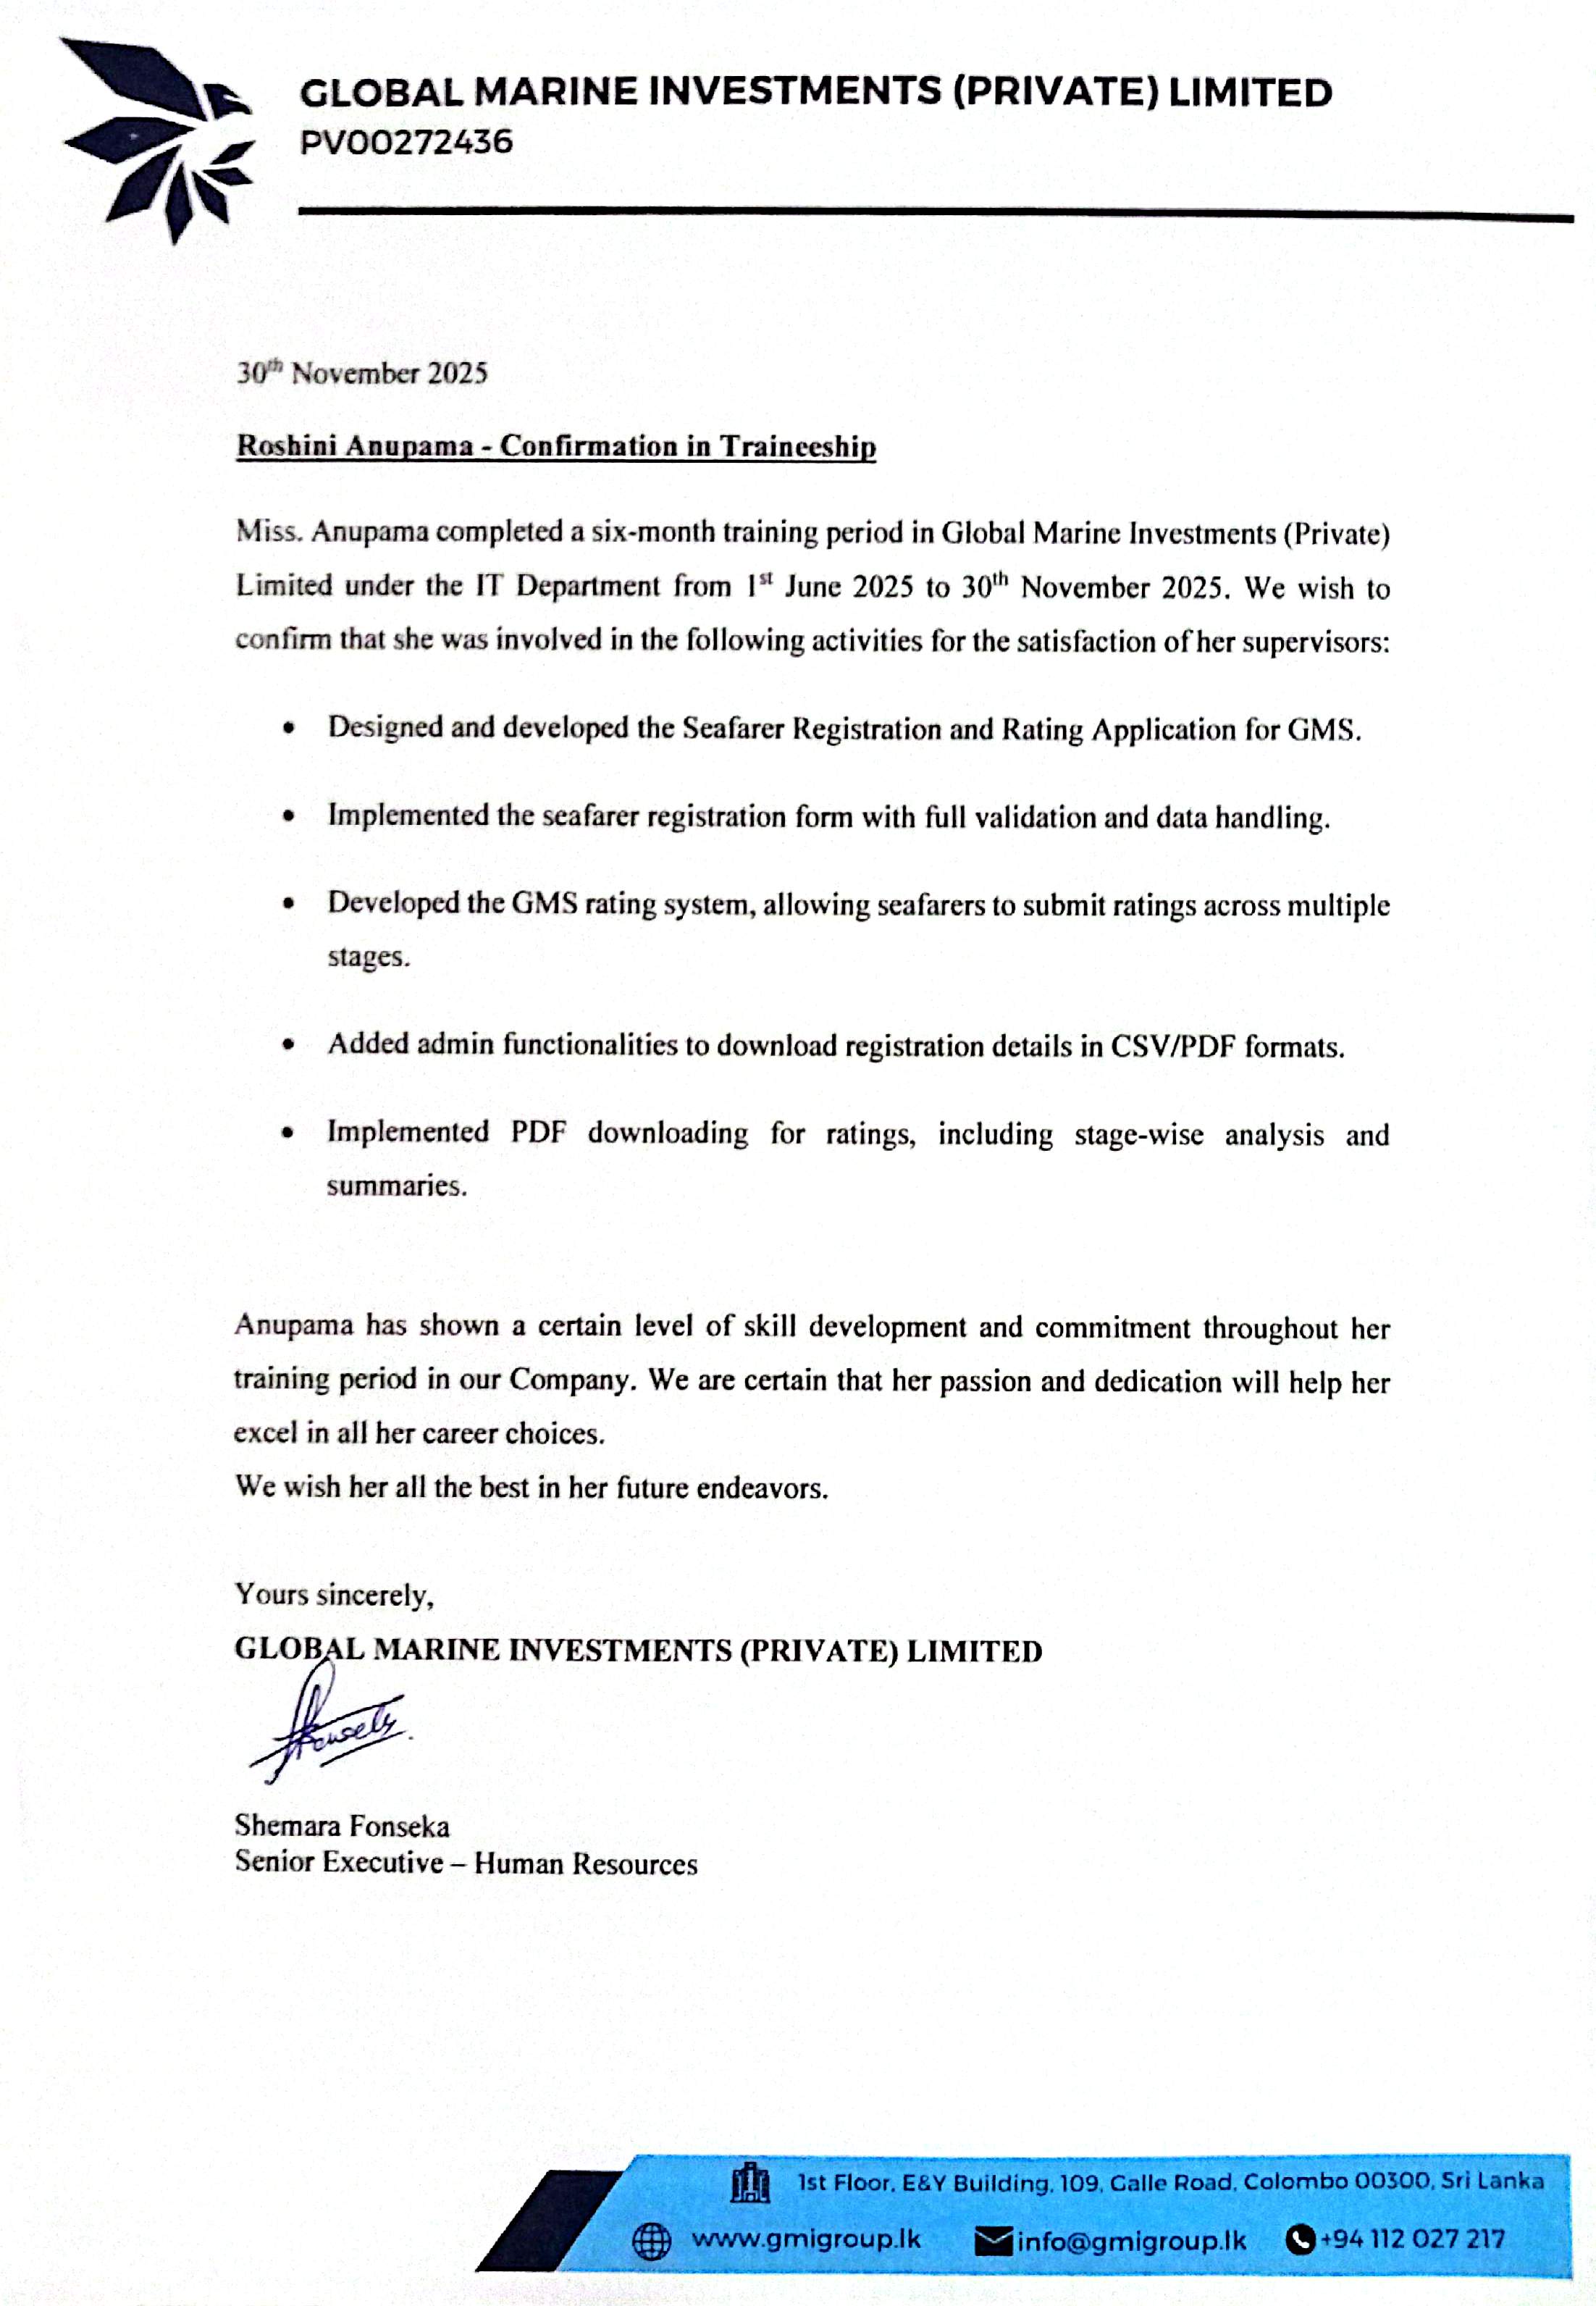 GLOBAL MARINE INVESTMENTS (PRIVATE) LIMITED
PV00272436
30th November 2025
Roshini Anupama - Confirmation in Traineeship
Miss. Anupama completed a six-month training period in Global Marine Investments (Private)
Limited under the IT Department from 1st June 2025 to 30th November 2025. We wish to
confirm that she was involved in the following activities for the satisfaction of her supervisors:
• Designed and developed the Seafarer Registration and Rating Application for GMS.
• Implemented the seafarer registration form with full validation and data handling.
• Developed the GMS rating system, allowing seafarers to submit ratings across multiple
stages.
• Added admin functionalities to download registration details in CSV/PDF formats.
• Implemented PDF downloading for ratings, including stage-wise analysis and
summaries.
Anupama has shown a certain level of skill development and commitment throughout her
training period in our Company. We are certain that her passion and dedication will help her
excel in all her career choices.
We wish her all the best in her future endeavors.
Yours sincerely,
GLOBAL MARINE INVESTMENTS (PRIVATE) LIMITED
Shemara Fonseka
Senior Executive – Human Resources
1st Floor, E&Y Building, 109, Galle Road, Colombo 00300, Sri Lanka
www.gmigroup.lk info@gmigroup.lk +94 112 027 217